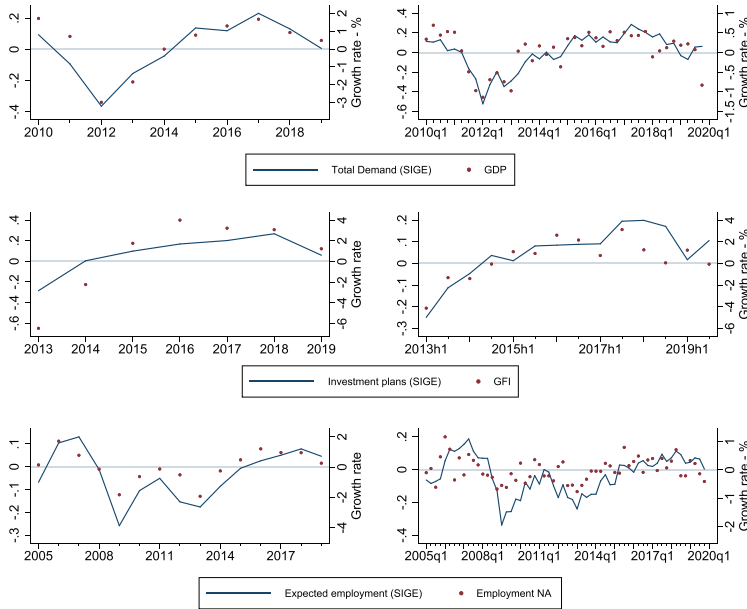 -.4 -.2 0 .2
-3 -2 -1 0 1 2
Growth rate - %
2010 2012 2014 2016 2018
-.6 -.4 -.2 0 .2 .4
-1.5 -1 -.5 0 .5 1
Growth rate - %
2010q1 2012q1 2014q1 2016q1 2018q1 2020q1
Total Demand (SIGE) GDP
-.6 -.4 -.2 0 .2 .4
-6 -4 -2 0 2 4
Growth rate
2013 2014 2015 2016 2017 2018 2019
-.3 -.2 -.1 0 .1 .2
-6 -4 -2 0 2 4
Growth rate - %
2013h1 2015h1 2017h1 2019h1
Investment plans (SIGE) GFI
-.3 -.2 -.1 0 .1
-4 -2 0 2
Growth rate
2005 2008 2011 2014 2017
-.4 -.2 0 .2
-2 -1 0 1
Growth rate - %
2005q1 2008q1 2011q1 2014q1 2017q1 2020q1
Expected employment (SIGE) Employment NA